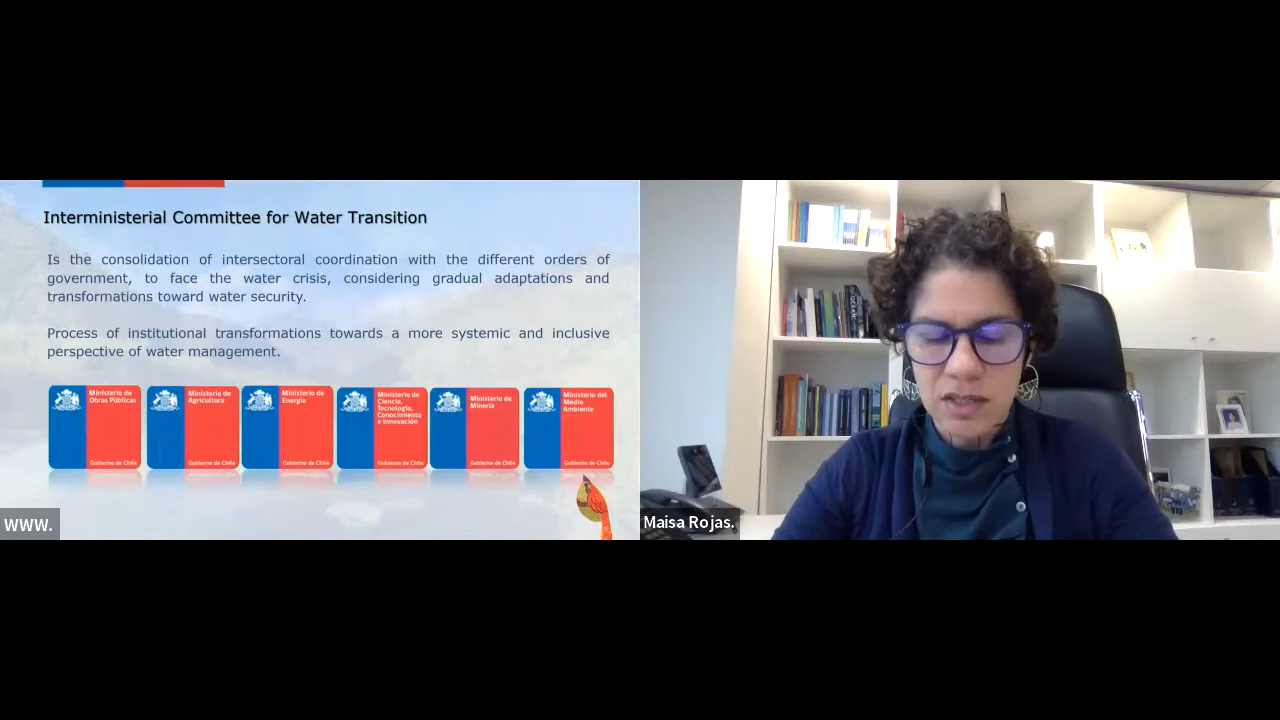 Interministerial Committee for Water Transition
Is the consolidation of intersectoral coordination with the different orders of
government, to face the water crisis, considering gradual adaptations and
transformations toward water security.
Process of institutional transformations towards a more systemic and inclusive
perspective of water management.
Ministerio de
Obras Públicas
Gobierno de Chile
Ministerio de
Agricultura
Gobierno de Chile
Ministerio de
Energía
Gobierno de Chile
Ministerio de
Ciencia,
Tecnología,
Conocimiento
e Innovación
Gobierno de Chile
Ministerio de
Minería
Gobierno de Chile
Ministerio del
Medio
Ambiente
Gobierno de Chile
www.
Maisa Rojas.